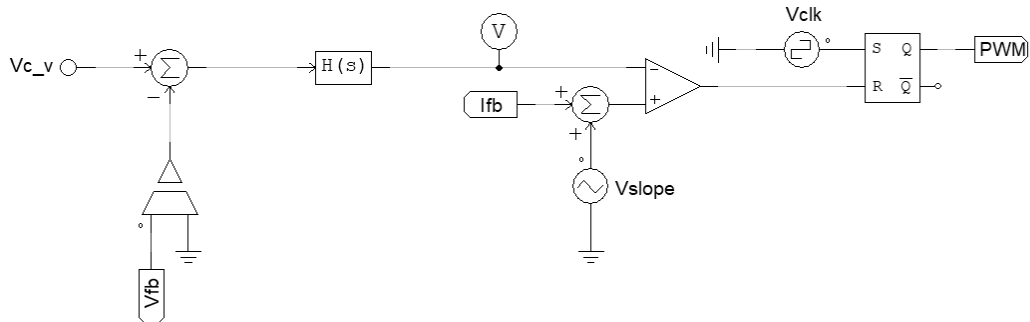 Vclk
V
S Q
PWM
Vc_v
+
Σ
H(s)
−
−
+
R Q̅
Ifb
+
Σ
+
Vslope
Vfb